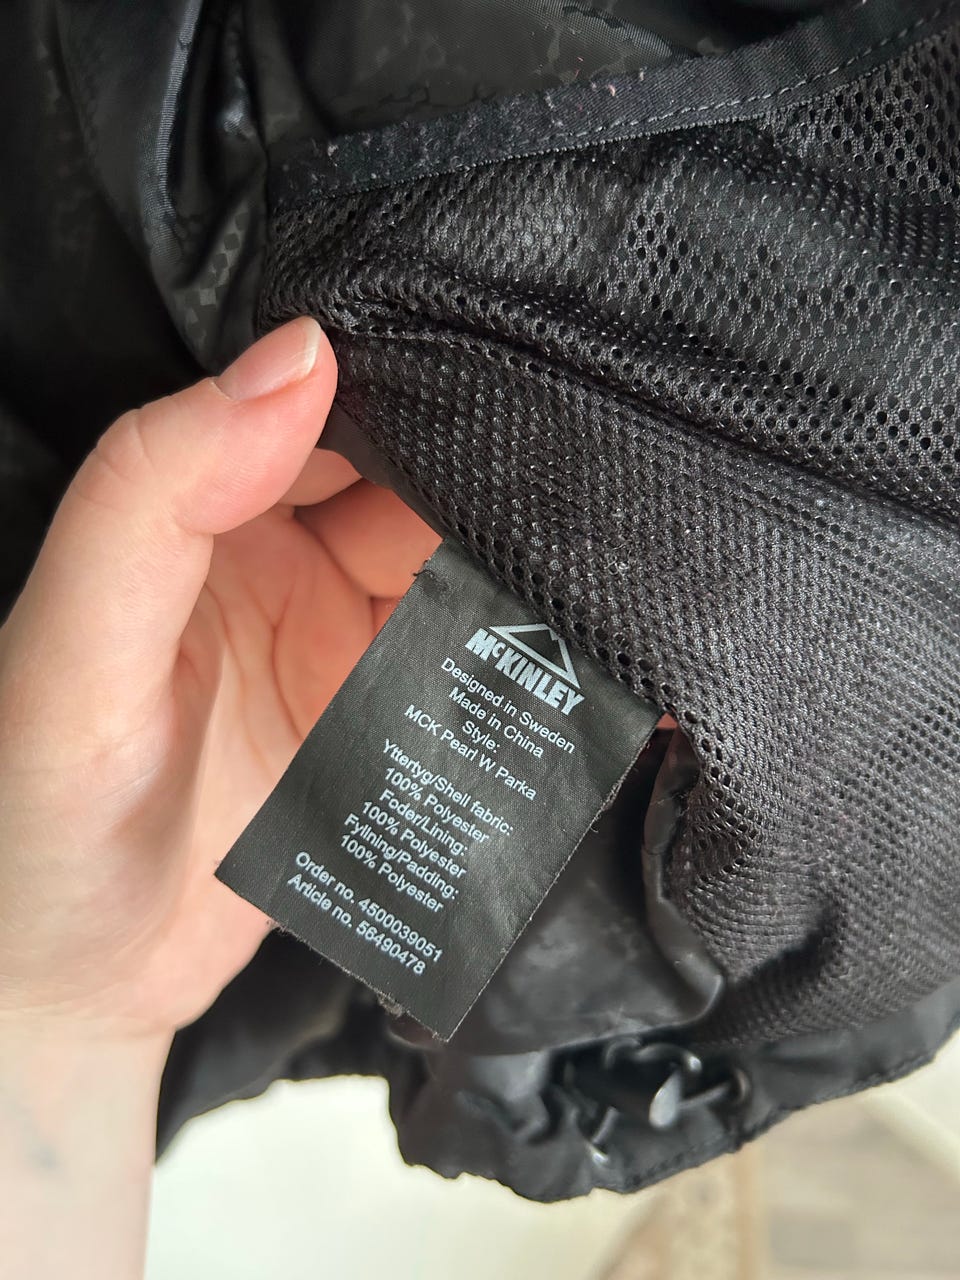 McKINLEY
Designed in Sweden
Made in China
Style:
MCK Pearl W Parka
Yttertyg/Shell fabric:
100% Polyester
Foder/Lining:
100% Polyester
Fyllning/Padding:
100% Polyester
Order no. 4500039051
Article no. 56490478